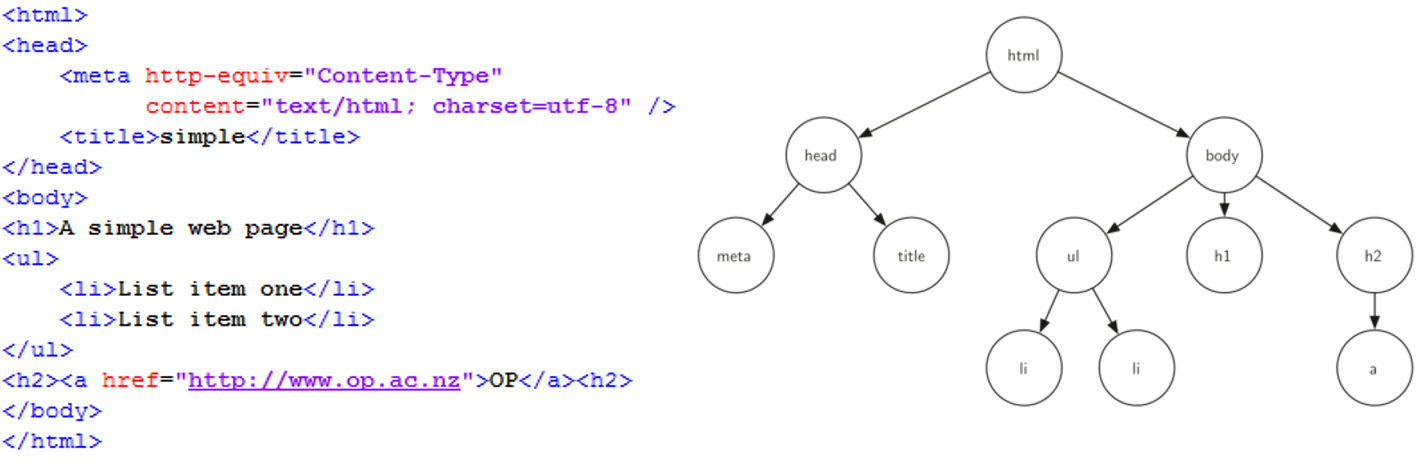 <html>
<head>
    <meta http-equiv="Content-Type"
          content="text/html; charset=utf-8" />
    <title>simple</title>
</head>
<body>
<h1>A simple web page</h1>
<ul>
    <li>List item one</li>
    <li>List item two</li>
</ul>
<h2><a href="http://www.op.ac.nz">OP</a><h2>
</body>
</html>
html
head
body
meta
title
ul
h1
h2
li
li
a